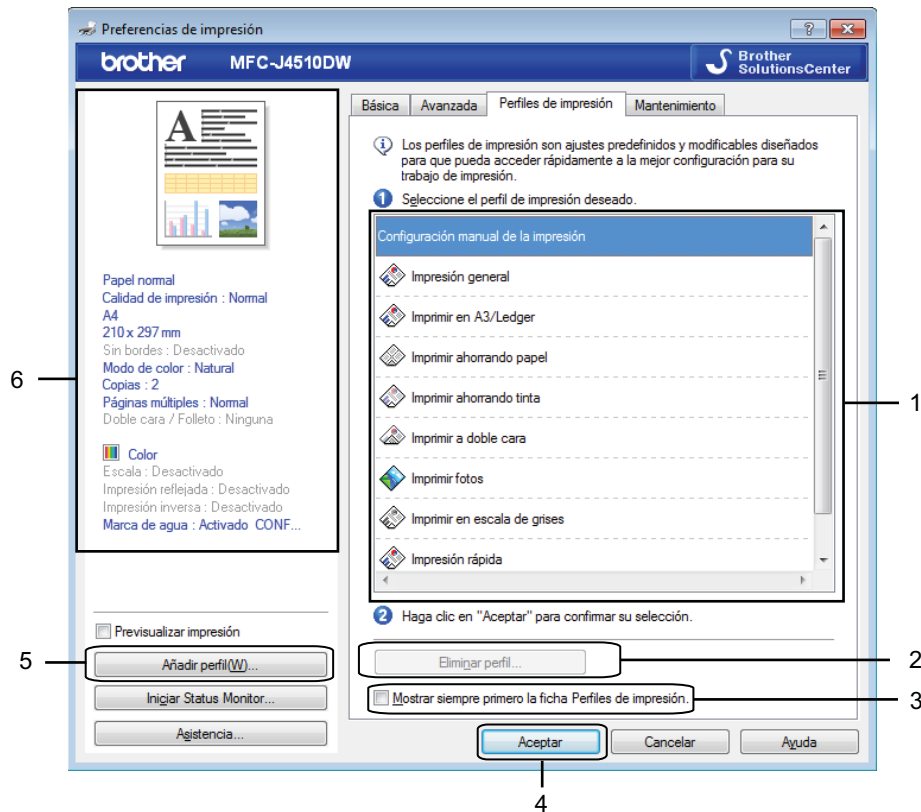 Preferencias de impresión
brother MFC-J4510DW
Brother
SolutionsCenter
Básica Avanzada Perfiles de impresión Mantenimiento
Los perfiles de impresión son ajustes predefinidos y modificables diseñados
para que pueda acceder rápidamente a la mejor configuración para su
trabajo de impresión.
1 Seleccione el perfil de impresión deseado.
Configuración manual de la impresión
Impresión general
Imprimir en A3/Ledger
Imprimir ahorrando papel
Imprimir ahorrando tinta
Imprimir a doble cara
Imprimir fotos
Imprimir en escala de grises
Impresión rápida
2 Haga clic en "Aceptar" para confirmar su selección.
Eliminar perfil...
Mostrar siempre primero la ficha Perfiles de impresión.
Aceptar Cancelar Ayuda
A
Papel normal
Calidad de impresión : Normal
A4
210 x 297 mm
Sin bordes : Desactivado
Modo de color : Natural
Copias : 2
Páginas múltiples : Normal
Doble cara / Folleto : Ninguna
Color
Escala : Desactivado
Impresión reflejada : Desactivado
Impresión inversa : Desactivado
Marca de agua : Activado CONF...
Previsualizar impresión
Añadir perfil(W)...
Iniciar Status Monitor...
Asistencia...
1
2
3
4
5
6